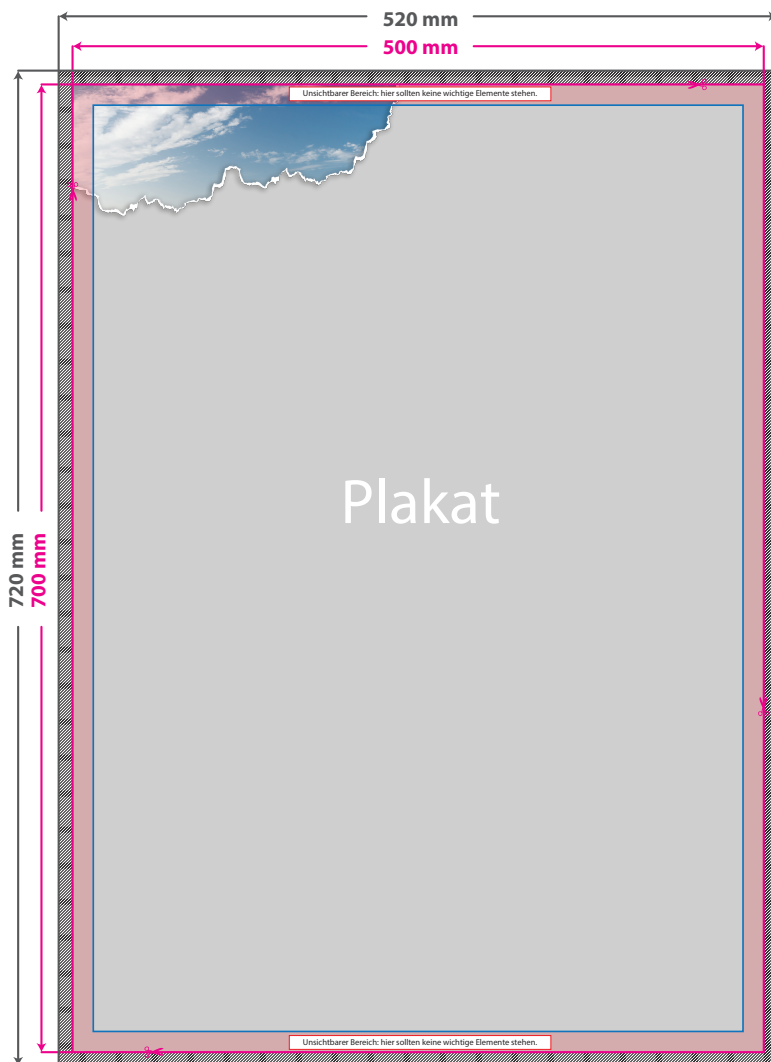 520 mm
500 mm
Unsichtbarer Bereich: hier sollten keine wichtige Elemente stehen.
Plakat
720 mm
700 mm
Unsichtbarer Bereich: hier sollten keine wichtige Elemente stehen.